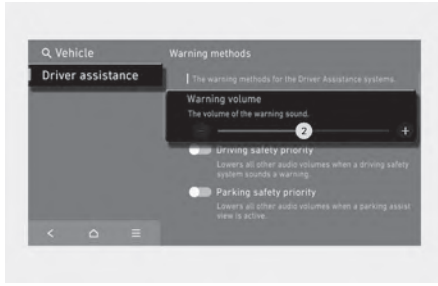 Vehicle
Warning methods
Driver assistance
The warning methods for the Driver Assistance systems.
Warning volume
The volume of the warning sound.
2
+
Driving safety priority
Lowers all other audio volumes when a driving safety
system sounds a warning.
Parking safety priority
Lowers all other audio volumes when a parking assist
view is active.